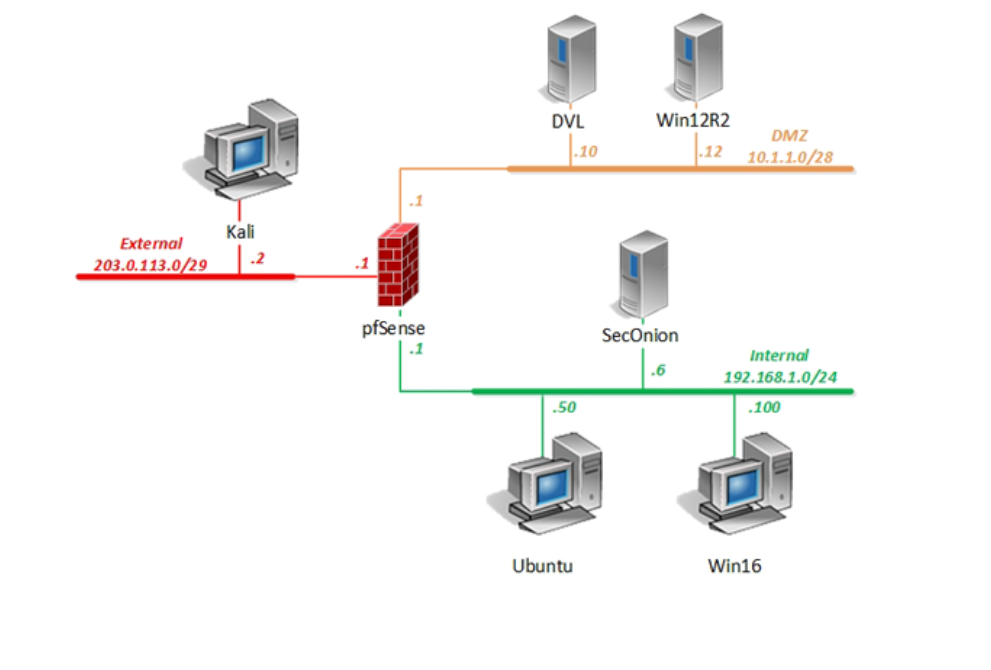 DVL
Win12R2
.10
.12
DMZ
10.1.1.0/28
.1
Kali
External
203.0.113.0/29
.2
.1
pfSense
.1
SecOnion
.6
Internal
192.168.1.0/24
.50
.100
Ubuntu
Win16